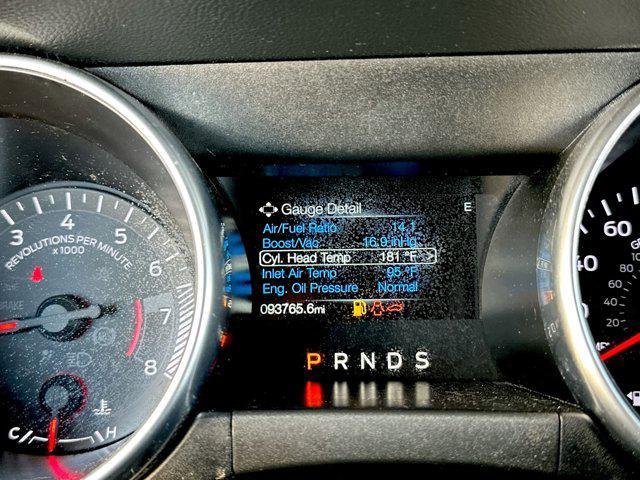 Gauge Detail E
Air/Fuel Ratio 14.1
Boost/Vac 16.9 inHg
Cyl. Head Temp 181 °F >
Inlet Air Temp 95 °F
Eng. Oil Pressure Normal
093765.6mi
P R N D S
3 4 5 6 7 8
REVOLUTIONS PER MINUTE
x1000
C H
60
100
80
60
40
20